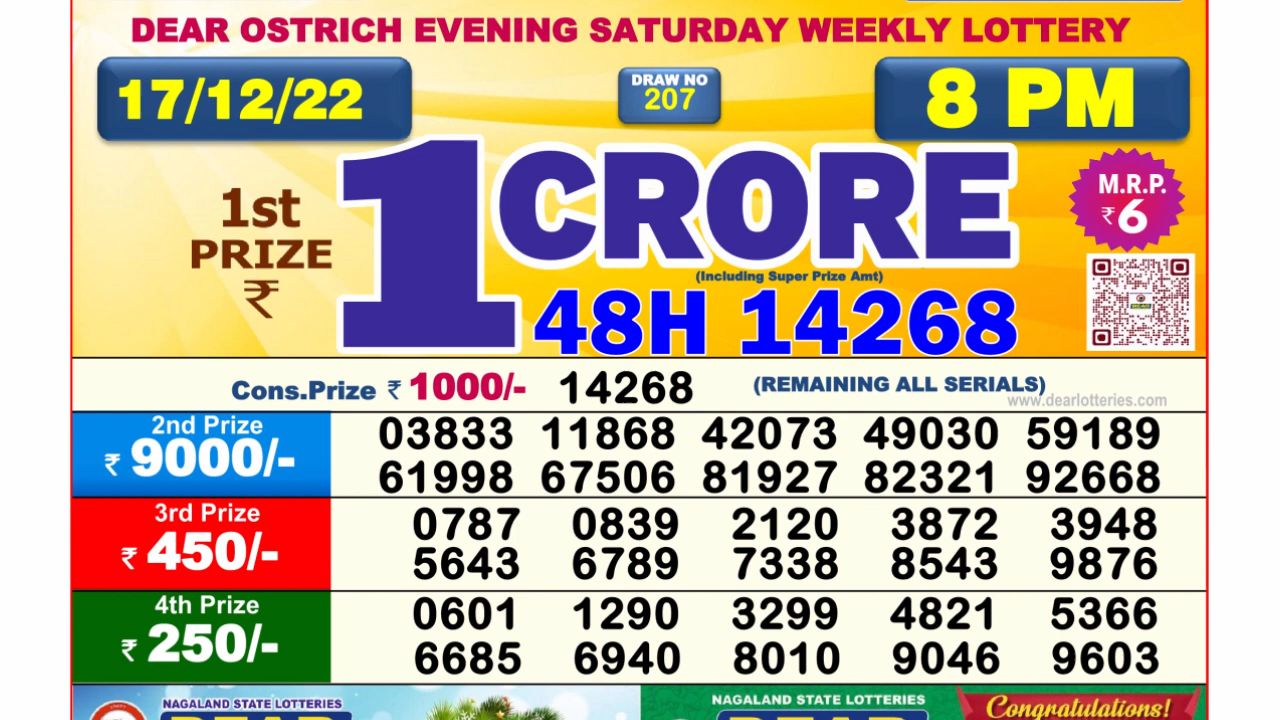 DEAR OSTRICH EVENING SATURDAY WEEKLY LOTTERY
17/12/22
DRAW NO
207
8 PM
1st
PRIZE
₹
1 CRORE
(Including Super Prize Amt)
48H 14268
M.R.P.
₹6
Cons.Prize ₹ 1000/- 14268 (REMAINING ALL SERIALS)
www.dearlotteries.com
2nd Prize
₹ 9000/-
03833 11868 42073 49030 59189
61998 67506 81927 82321 92668
3rd Prize
₹ 450/-
0787 0839 2120 3872 3948
5643 6789 7338 8543 9876
4th Prize
₹ 250/-
0601 1290 3299 4821 5366
6685 6940 8010 9046 9603
NAGALAND STATE LOTTERIES
DEAR
NAGALAND STATE LOTTERIES
DEAR
Congratulations!